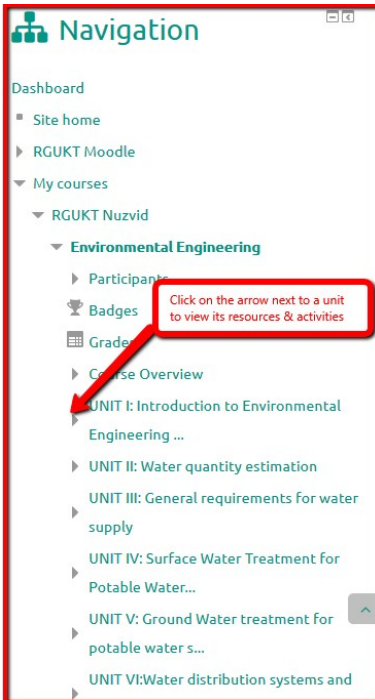 Navigation
Dashboard
Site home
RGUKT Moodle
My courses
RGUKT Nuzvid
Environmental Engineering
Participants
Click on the arrow next to a unit
to view its resources & activities
Badges
Grades
Course Overview
UNIT I: Introduction to Environmental
Engineering ...
UNIT II: Water quantity estimation
UNIT III: General requirements for water
supply
UNIT IV: Surface Water Treatment for
Potable Water...
UNIT V: Ground Water treatment for
potable water s...
UNIT VI:Water distribution systems and